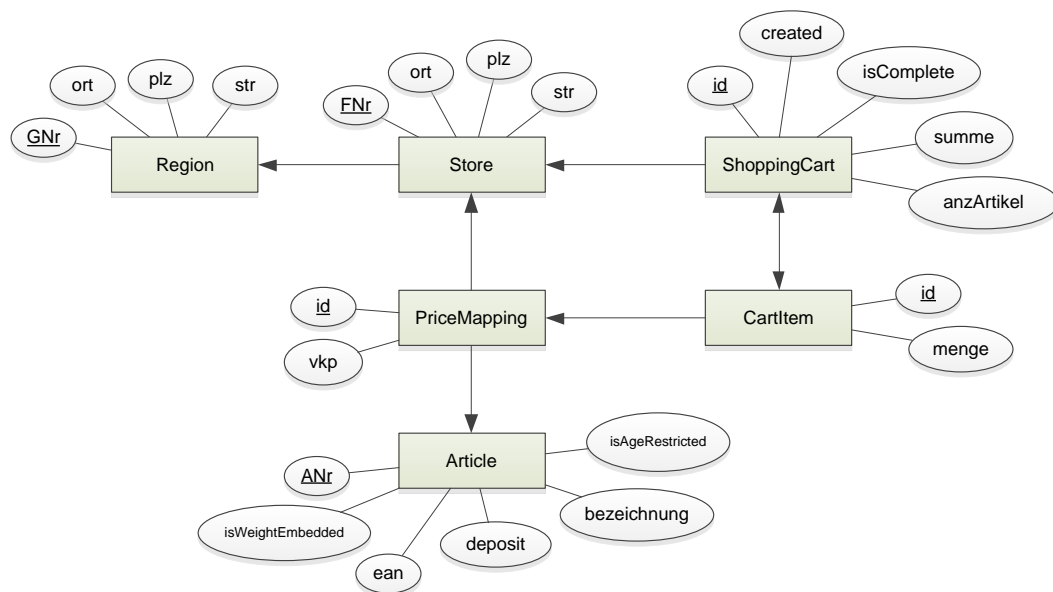 created
ort
plz
str
ort
plz
str
id
isComplete
GNr
FNr
Region
Store
ShoppingCart
summe
anzArtikel
id
vkp
PriceMapping
CartItem
id
menge
Article
isAgeRestricted
ANr
isWeightEmbedded
ean
deposit
bezeichnung